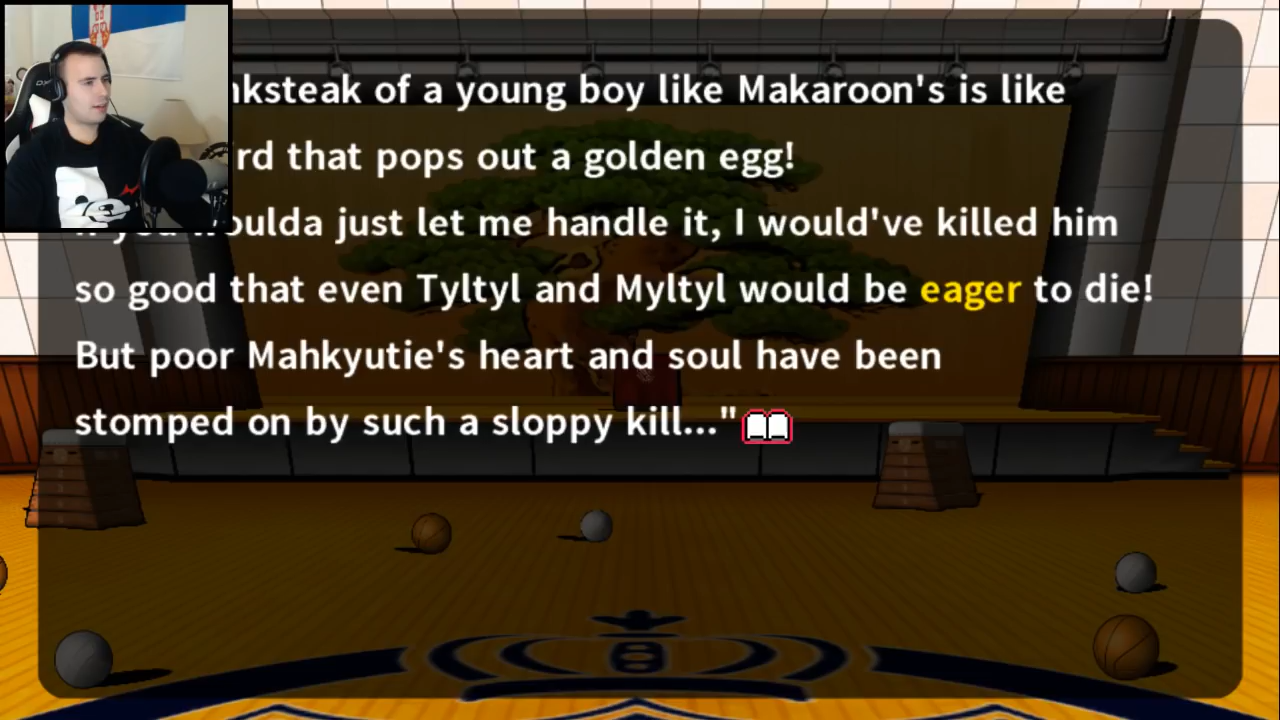 nksteak of a young boy like Makaroon's is like
rd that pops out a golden egg!
woulda just let me handle it, I would've killed him
so good that even Tyltyl and Myltyl would be eager to die!
But poor Mahkyutie's heart and soul have been
stomped on by such a sloppy kill..."